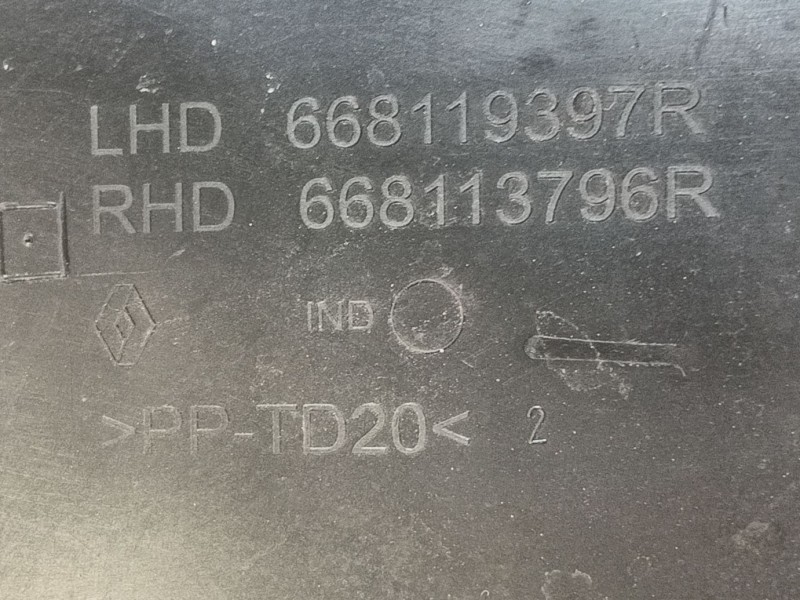 LHD 668119397R
RHD 668113796R
IND
>PP-TD20< 2